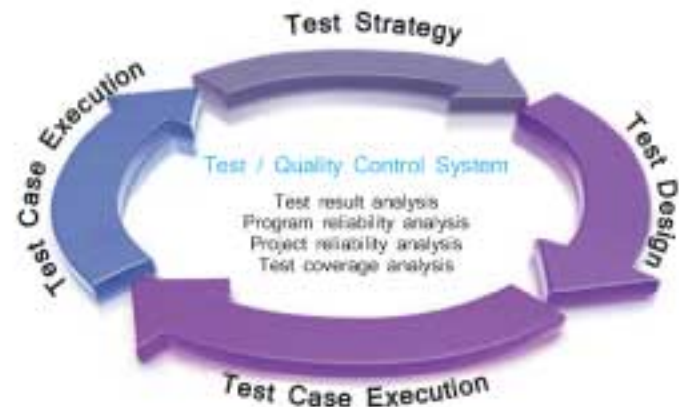 Test Strategy
Test Design
Test Case Execution
Test Case Execution
Test / Quality Control System
Test result analysis
Program reliability analysis
Project reliability analysis
Test coverage analysis